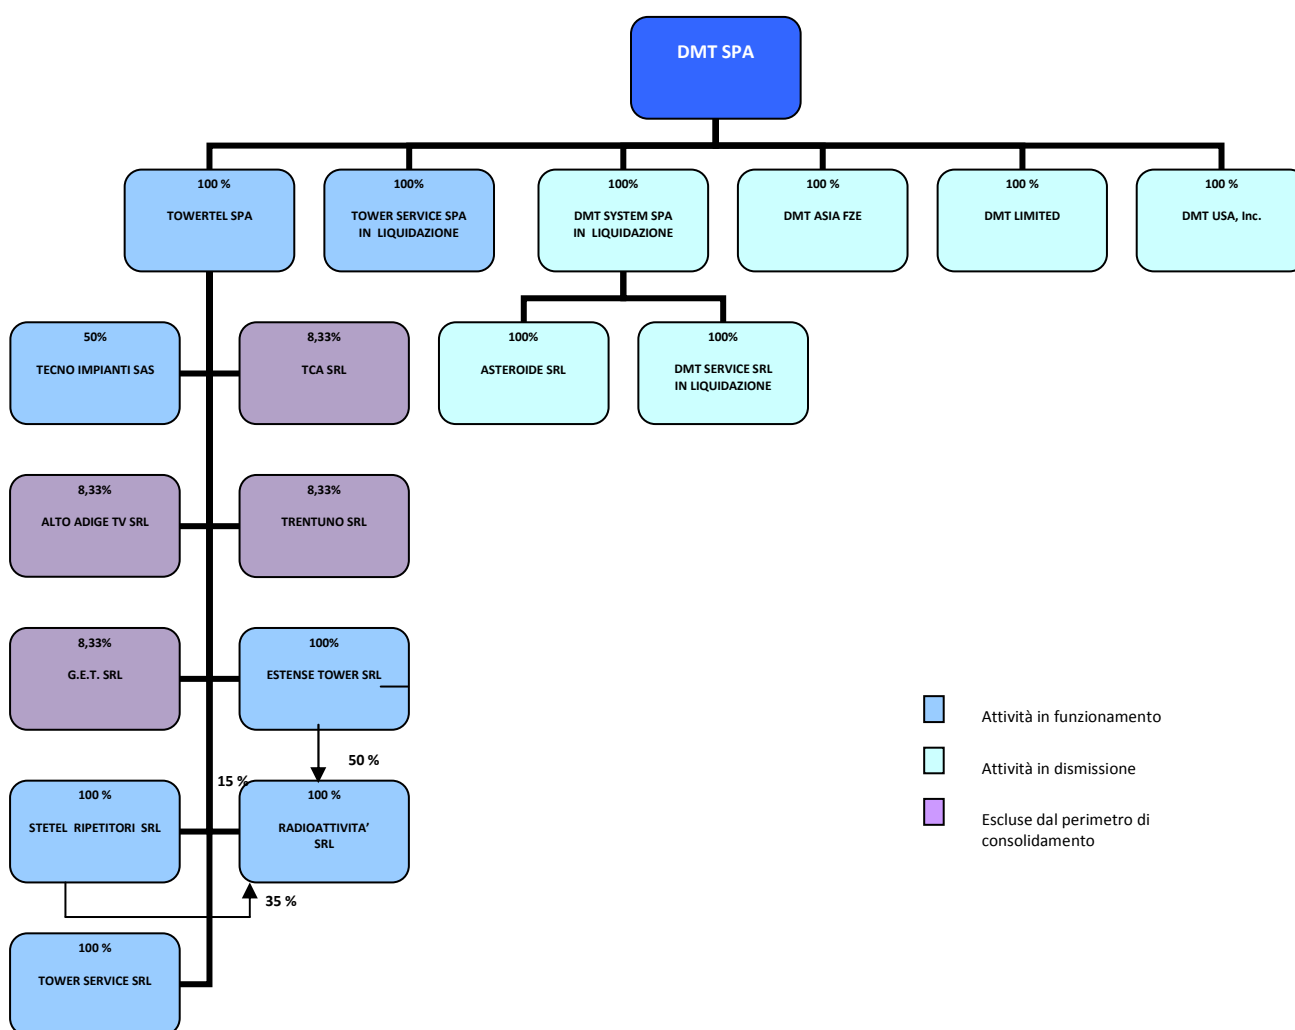 DMT SPA
100 %
TOWERTEL SPA
100%
TOWER SERVICE SPA
IN LIQUIDAZIONE
100%
DMT SYSTEM SPA
IN LIQUIDAZIONE
100 %
DMT ASIA FZE
100 %
DMT LIMITED
100 %
DMT USA, Inc.
50%
TECNO IMPIANTI SAS
8,33%
TCA SRL
100%
ASTEROIDE SRL
100%
DMT SERVICE SRL
IN LIQUIDAZIONE
8,33%
ALTO ADIGE TV SRL
8,33%
TRENTUNO SRL
8,33%
G.E.T. SRL
100%
ESTENSE TOWER SRL
50 %
15 %
100 %
STETEL RIPETITORI SRL
100 %
RADIOATTIVITA’
SRL
35 %
100 %
TOWER SERVICE SRL
Attività in funzionamento
Attività in dismissione
Escluse dal perimetro di
consolidamento